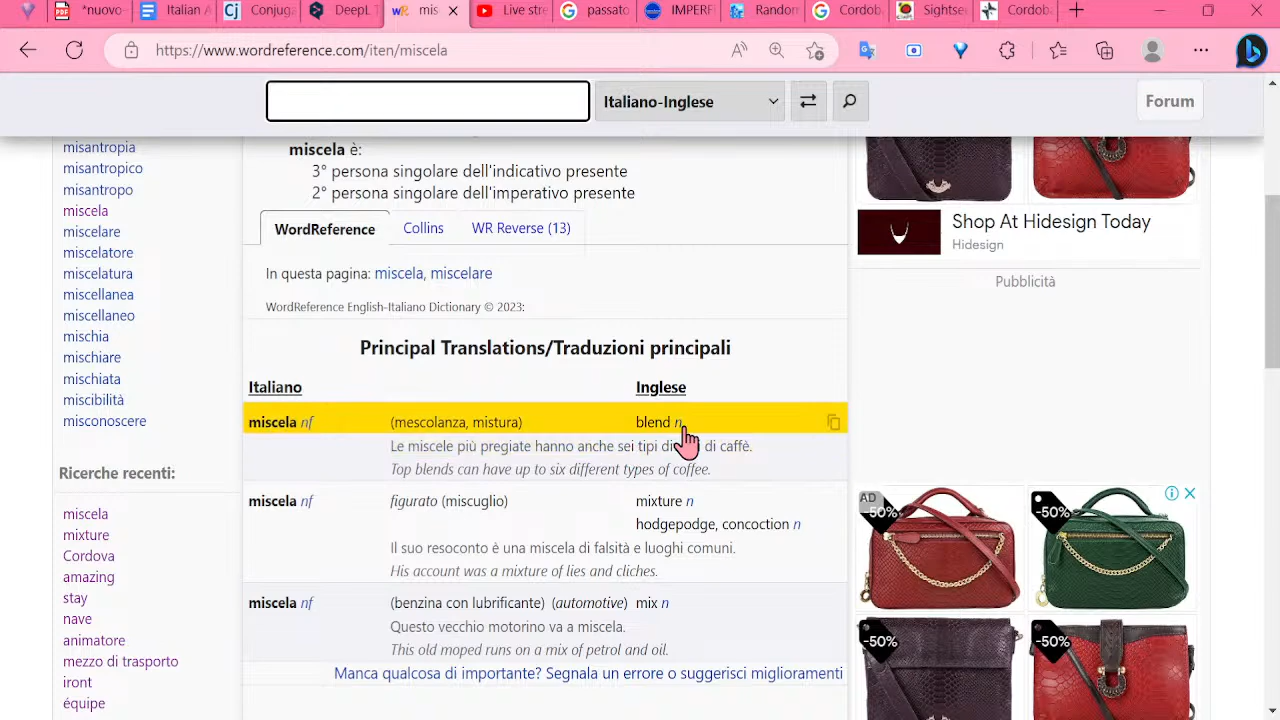 *nuovo
Italian A
Conjuga
DeepL T
mis
Live stre
passato
IMPERF
Random
Cordob
Sightse
Cordob
https://www.wordreference.com/iten/miscela
Italiano-Inglese
Forum
misantropia
misantropico
misantropo
miscela
miscelare
miscelatore
miscelatura
miscellanea
miscellaneo
mischia
mischiare
mischiata
miscibilità
misconoscere
Ricerche recenti:
miscela
mixture
Cordova
amazing
stay
nave
animatore
mezzo di trasporto
iront
équipe
miscela è:
3° persona singolare dell'indicativo presente
2° persona singolare dell'imperativo presente
WordReference Collins WR Reverse (13)
In questa pagina: miscela, miscelare
WordReference English-Italiano Dictionary © 2023:
Principal Translations/Traduzioni principali
Italiano Inglese
miscela nf (mescolanza, mistura) blend n
Le miscele più pregiate hanno anche sei tipi di caffè.
Top blends can have up to six different types of coffee.
miscela nf figurato (miscuglio) mixture n
hodgepodge, concoction n
Il suo resoconto è una miscela di falsità e luoghi comuni.
His account was a mixture of lies and cliches.
miscela nf (benzina con lubrificante) (automotive) mix n
Questo vecchio motorino va a miscela.
This old moped runs on a mix of petrol and oil.
Manca qualcosa di importante? Segnala un errore o suggerisci miglioramenti
Shop At Hidesign Today
Hidesign
Pubblicità
AD
-50%
-50%
-50%
-50%